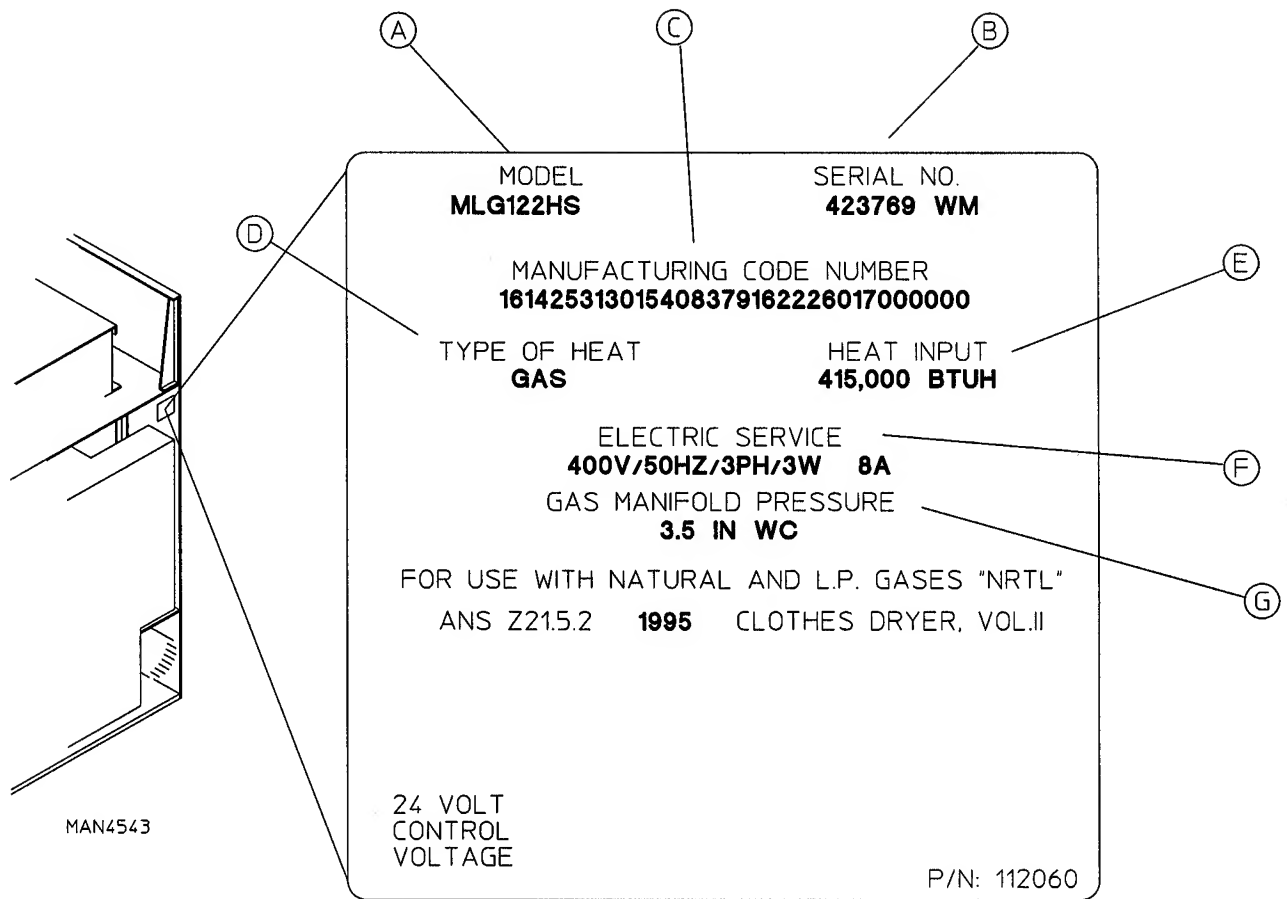 A
C
B
MODEL SERIAL NO.
MLG122HS 423769 WM
D
MANUFACTURING CODE NUMBER
E
161425313015408379162226017000000
TYPE OF HEAT HEAT INPUT
GAS 415,000 BTUH
ELECTRIC SERVICE
400V/50HZ/3PH/3W 8A
F
GAS MANIFOLD PRESSURE
3.5 IN WC
FOR USE WITH NATURAL AND L.P. GASES "NRTL"
G
ANS Z21.5.2 1995 CLOTHES DRYER, VOL.II
24 VOLT
CONTROL
VOLTAGE
MAN4543
P/N: 112060